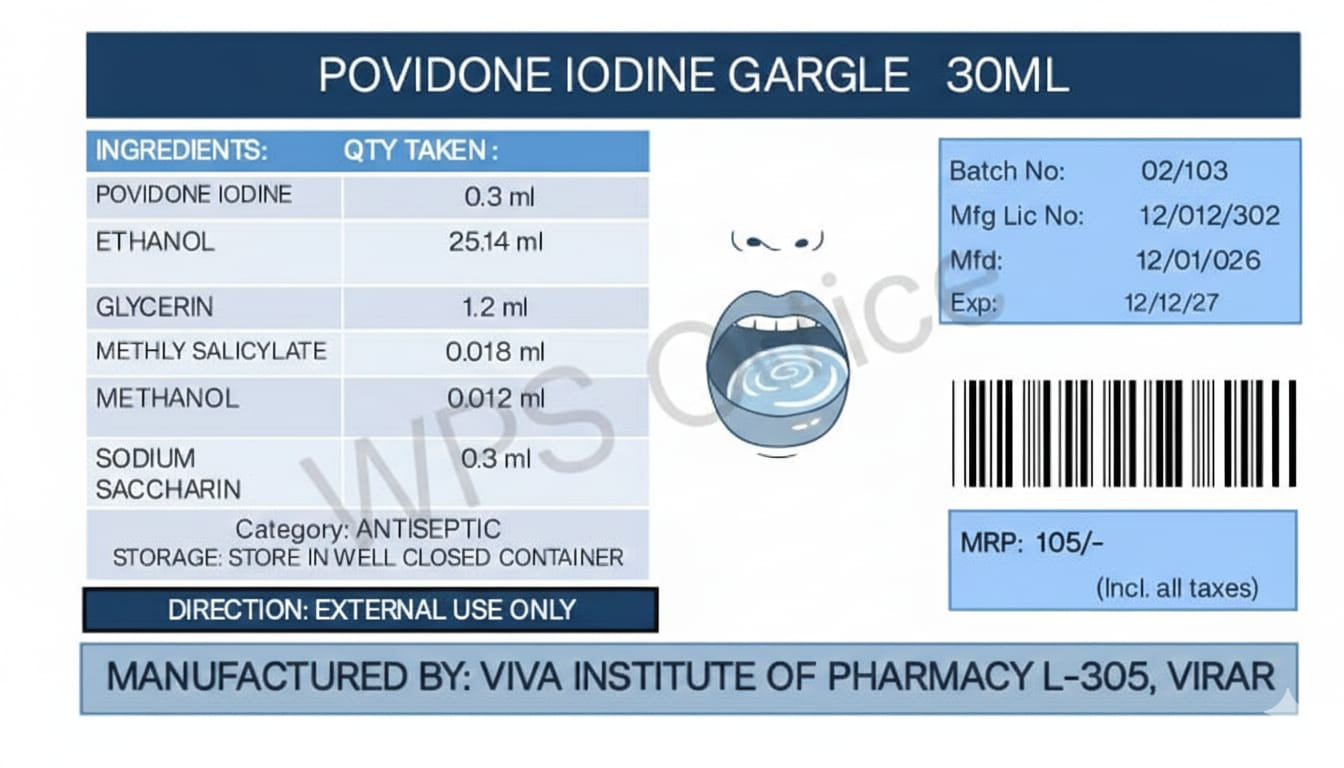 POVIDONE IODINE GARGLE 30ML
INGREDIENTS: QTY TAKEN :
POVIDONE IODINE 0.3 ml
ETHANOL 25.14 ml
GLYCERIN 1.2 ml
METHLY SALICYLATE 0.018 ml
METHANOL 0.012 ml
SODIUM 0.3 ml
SACCHARIN
Category: ANTISEPTIC
STORAGE: STORE IN WELL CLOSED CONTAINER
DIRECTION: EXTERNAL USE ONLY
Batch No: 02/103
Mfg Lic No: 12/012/302
Mfd: 12/01/026
Exp: 12/12/27
MRP: 105/-
(Incl. all taxes)
MANUFACTURED BY: VIVA INSTITUTE OF PHARMACY L-305, VIRAR
WPS Office